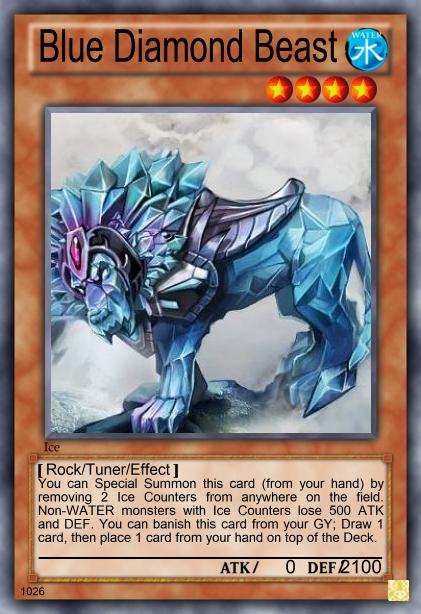 Blue Diamond Beast
WATER
水
Ice
[ Rock/Tuner/Effect ]
You can Special Summon this card (from your hand) by
removing 2 Ice Counters from anywhere on the field.
Non-WATER monsters with Ice Counters lose 500 ATK
and DEF. You can banish this card from your GY; Draw 1
card, then place 1 card from your hand on top of the Deck.
ATK/ 0 DEF/2100
1026